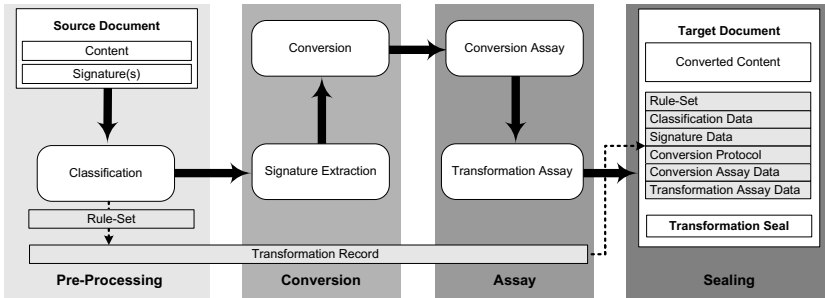 Source Document
Content
Signature(s)
Classification
Rule-Set
Pre-Processing
Conversion
Signature Extraction
Conversion
Conversion Assay
Transformation Assay
Assay
Transformation Record
Target Document
Converted Content
Rule-Set
Classification Data
Signature Data
Conversion Protocol
Conversion Assay Data
Transformation Assay Data
Transformation Seal
Sealing